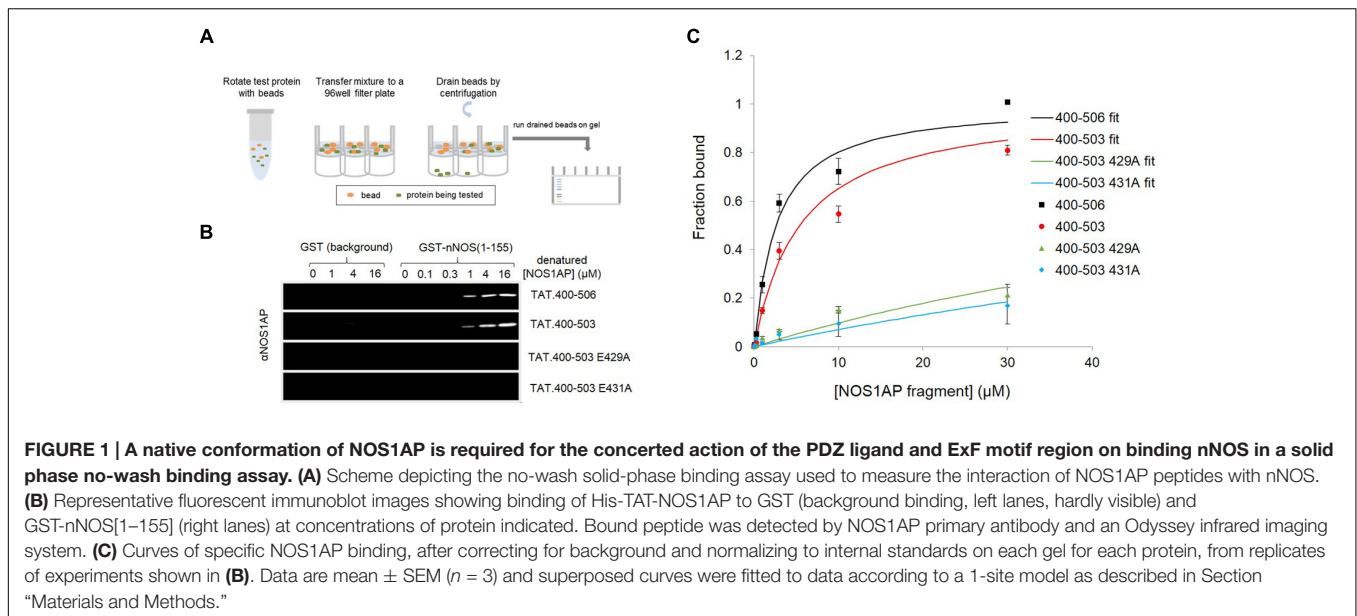 A
Rotate test protein
with beads
Transfer mixture to a
96well filter plate
Drain beads by
centrifugation
run drained beads on gel
bead
protein being tested
B
GST (background)
GST-nNOS(1-155)
denatured
[NOS1AP] (µM)
0 1 4 16 0 0.1 0.3 1 4 16
αNOS1AP
TAT.400-506
TAT.400-503
TAT.400-503 E429A
TAT.400-503 E431A
C
Fraction bound
1.2
1
0.8
0.6
0.4
0.2
0
0 10 20 30 40
[NOS1AP fragment] (µM)
400-506 fit
400-503 fit
400-503 429A fit
400-503 431A fit
400-506
400-503
400-503 429A
400-503 431A
FIGURE 1 | A native conformation of NOS1AP is required for the concerted action of the PDZ ligand and ExF motif region on binding nNOS in a solid
phase no-wash binding assay. (A) Scheme depicting the no-wash solid-phase binding assay used to measure the interaction of NOS1AP peptides with nNOS.
(B) Representative fluorescent immunoblot images showing binding of His-TAT-NOS1AP to GST (background binding, left lanes, hardly visible) and
GST-nNOS[1–155] (right lanes) at concentrations of protein indicated. Bound peptide was detected by NOS1AP primary antibody and an Odyssey infrared imaging
system. (C) Curves of specific NOS1AP binding, after correcting for background and normalizing to internal standards on each gel for each protein, from replicates
of experiments shown in (B). Data are mean ± SEM (n = 3) and superposed curves were fitted to data according to a 1-site model as described in Section
“Materials and Methods.”